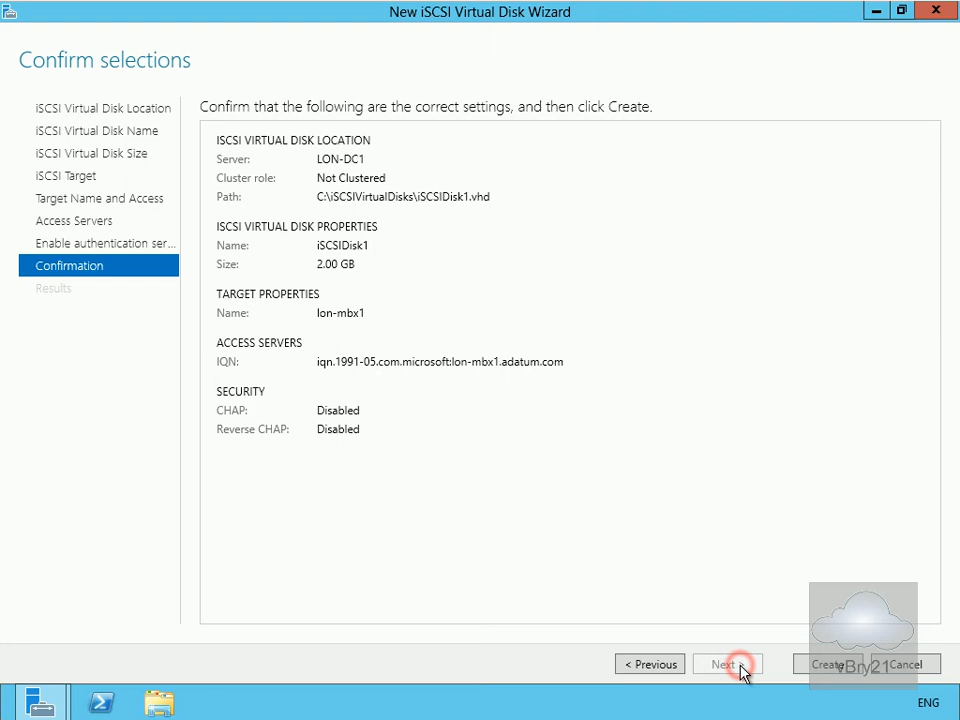 New iSCSI Virtual Disk Wizard
Confirm selections
iSCSI Virtual Disk Location
iSCSI Virtual Disk Name
iSCSI Virtual Disk Size
iSCSI Target
Target Name and Access
Access Servers
Enable authentication ser...
Confirmation
Results
Confirm that the following are the correct settings, and then click Create.
ISCSI VIRTUAL DISK LOCATION
Server: LON-DC1
Cluster role: Not Clustered
Path: C:\iSCSIVirtualDisks\iSCSIDisk1.vhd
ISCSI VIRTUAL DISK PROPERTIES
Name: iSCSIDisk1
Size: 2.00 GB
TARGET PROPERTIES
Name: lon-mbx1
ACCESS SERVERS
IQN: iqn.1991-05.com.microsoft:lon-mbx1.adatum.com
SECURITY
CHAP: Disabled
Reverse CHAP: Disabled
< Previous
Next >
Create
Cancel
vBry21
ENG